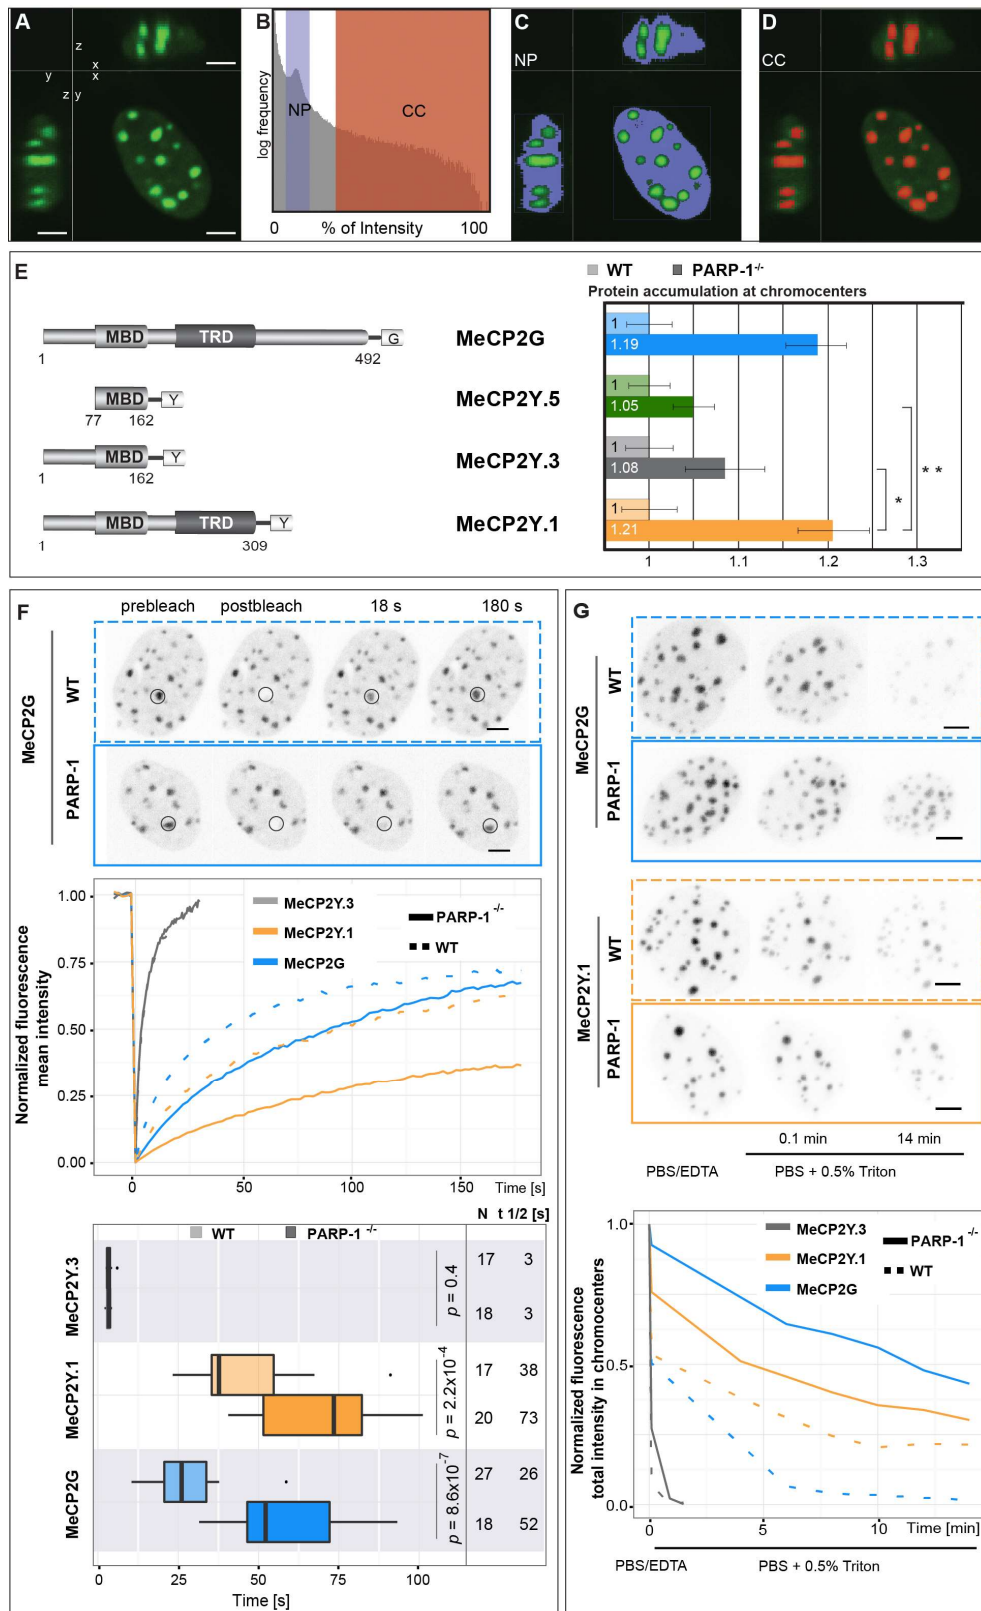 A
z
x
y
x
z
y
B
log frequency
NP
CC
0
% of Intensity
100
C
NP
D
CC
E
WT
PARP-1-/-
Protein accumulation at chromocenters
MBD
TRD
G
1
492
MeCP2G
1
1.19
MBD
Y
77
162
MeCP2Y.5
1
1.05
MBD
Y
1
162
MeCP2Y.3
1
1.08
* *
*
MBD
TRD
Y
1
309
MeCP2Y.1
1
1.21
1
1.1
1.2
1.3
F
prebleach
postbleach
18 s
180 s
MeCP2G
WT
PARP-1
Normalized fluorescence
mean intensity
1.00
0.75
0.50
0.25
0.00
MeCP2Y.3
MeCP2Y.1
MeCP2G
PARP-1-/-
WT
0
50
100
150
Time [s]
N
t 1/2 [s]
WT
PARP-1-/-
MeCP2Y.3
p = 0.4
17
3
18
3
MeCP2Y.1
p = 2.2x10-4
17
38
20
73
MeCP2G
p = 8.6x10-7
27
26
18
52
0
25
50
75
100
Time [s]
G
MeCP2G
WT
PARP-1
MeCP2Y.1
WT
PARP-1
0.1 min
14 min
PBS/EDTA
PBS + 0.5% Triton
Normalized fluorescence
total intensity in chromocenters
1.0
0.5
0.0
MeCP2Y.3
MeCP2Y.1
MeCP2G
PARP-1-/-
WT
0
5
10
Time [min]
PBS/EDTA
PBS + 0.5% Triton